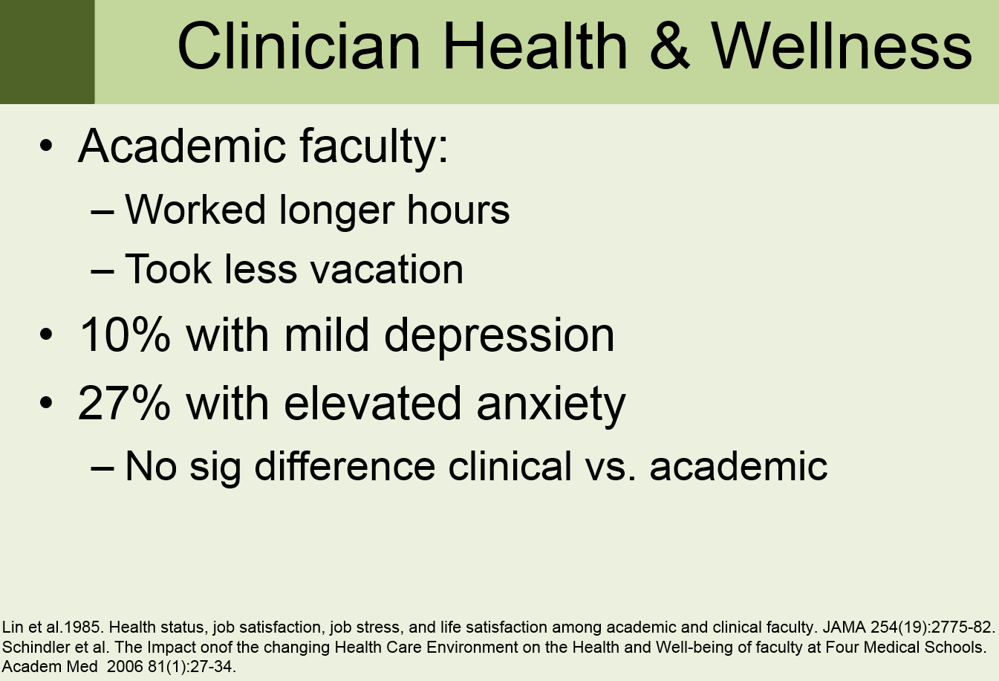 Clinician Health & Wellness
• Academic faculty:
– Worked longer hours
– Took less vacation
• 10% with mild depression
• 27% with elevated anxiety
– No sig difference clinical vs. academic
Lin et al.1985. Health status, job satisfaction, job stress, and life satisfaction among academic and clinical faculty. JAMA 254(19):2775-82.
Schindler et al. The Impact onof the changing Health Care Environment on the Health and Well-being of faculty at Four Medical Schools.
Academ Med  2006 81(1):27-34.